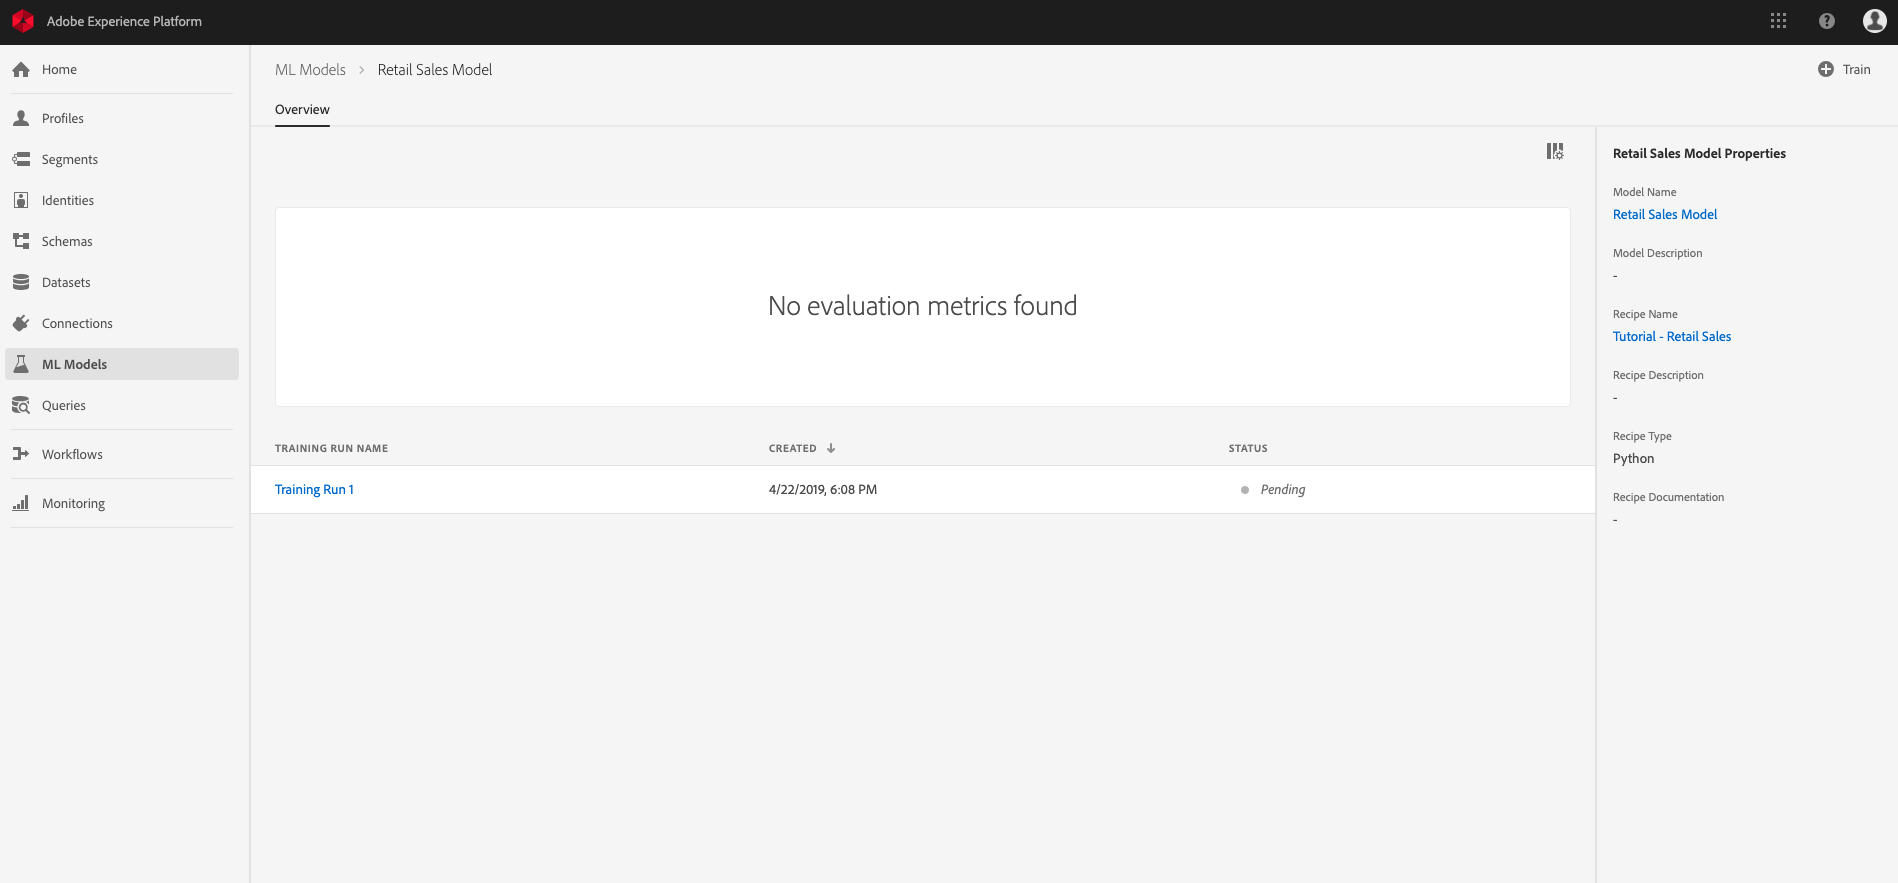 Adobe Experience Platform
Home
Profiles
Segments
Identities
Schemas
Datasets
Connections
ML Models
Queries
Workflows
Monitoring
ML Models > Retail Sales Model
Train
Overview
No evaluation metrics found
TRAINING RUN NAME CREATED ↓ STATUS
Training Run 1 4/22/2019, 6:08 PM Pending
Retail Sales Model Properties
Model Name
Retail Sales Model
Model Description
-
Recipe Name
Tutorial - Retail Sales
Recipe Description
-
Recipe Type
Python
Recipe Documentation
-